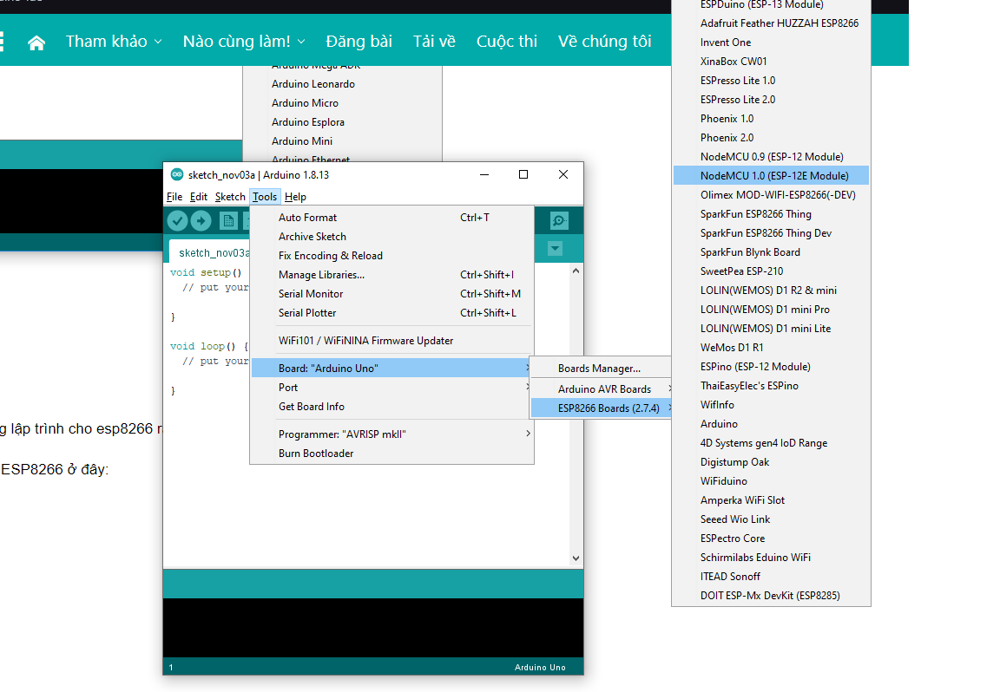 Tham khảo
Nào cùng làm!
Đăng bài
Tải về
Cuộc thi
Về chúng tôi
Arduino Mega ADK
Arduino Leonardo
Arduino Micro
Arduino Esplora
Arduino Mini
Arduino Ethernet
sketch_nov03a | Arduino 1.8.13
File Edit Sketch Tools Help
sketch_nov03a
void setup()
// put your
}
void loop() {
// put your
}
Auto Format Ctrl+T
Archive Sketch
Fix Encoding & Reload
Manage Libraries... Ctrl+Shift+I
Serial Monitor Ctrl+Shift+M
Serial Plotter Ctrl+Shift+L
WiFi101 / WiFiNINA Firmware Updater
Board: "Arduino Uno"
Port
Get Board Info
Programmer: "AVRISP mkII"
Burn Bootloader
Boards Manager...
Arduino AVR Boards
ESP8266 Boards (2.7.4)
ESPDuino (ESP-13 Module)
Adafruit Feather HUZZAH ESP8266
Invent One
XinaBox CW01
ESPresso Lite 1.0
ESPresso Lite 2.0
Phoenix 1.0
Phoenix 2.0
NodeMCU 0.9 (ESP-12 Module)
NodeMCU 1.0 (ESP-12E Module)
Olimex MOD-WIFI-ESP8266(-DEV)
SparkFun ESP8266 Thing
SparkFun ESP8266 Thing Dev
SparkFun Blynk Board
SweetPea ESP-210
LOLIN(WEMOS) D1 R2 & mini
LOLIN(WEMOS) D1 mini Pro
LOLIN(WEMOS) D1 mini Lite
WeMos D1 R1
ESPino (ESP-12 Module)
ThaiEasyElec's ESPino
WifInfo
Arduino
4D Systems gen4 IoD Range
Digistump Oak
WiFiduino
Amperka WiFi Slot
Seeed Wio Link
ESPectro Core
Schirmilabs Eduino WiFi
ITEAD Sonoff
DOIT ESP-Mx DevKit (ESP8285)
lập trình cho esp8266
ESP8266 ở đây:
1
Arduino Uno